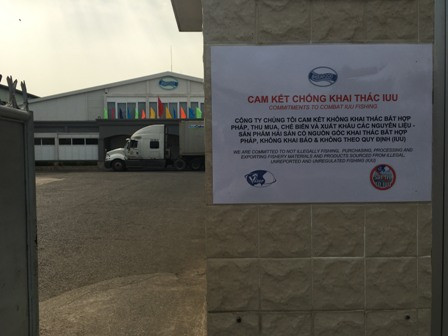 CAM KẾT CHỐNG KHAI THÁC IUU
COMMITMENTS TO COMBAT IUU FISHING
CÔNG TY CHÚNG TÔI CAM KẾT KHÔNG KHAI THÁC BẤT HỢP
PHÁP, THU MUA, CHẾ BIẾN VÀ XUẤT KHẨU CÁC NGUYÊN LIỆU -
SẢN PHẨM HẢI SẢN CÓ NGUỒN GỐC KHAI THÁC BẤT HỢP
PHÁP, KHÔNG KHAI BÁO & KHÔNG THEO QUY ĐỊNH (IUU)
WE ARE COMMITTED TO NOT ILLEGALLY FISHING, PURCHASING, PROCESSING AND
EXPORTING FISHERY MATERIALS AND PRODUCTS SOURCED FROM ILLEGAL,
UNREPORTED AND UNREGULATED FISHING (IUU)